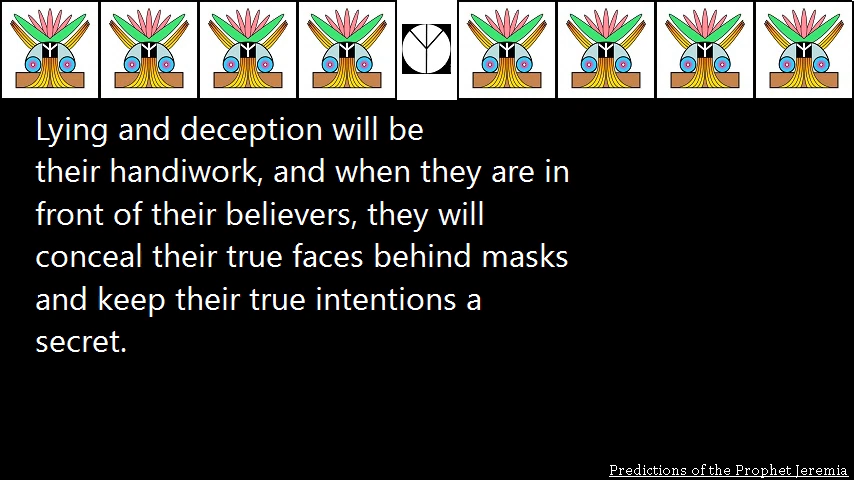 Lying and deception will be
their handiwork, and when they are in
front of their believers, they will
conceal their true faces behind masks
and keep their true intentions a
secret.
Predictions of the Prophet Jeremia